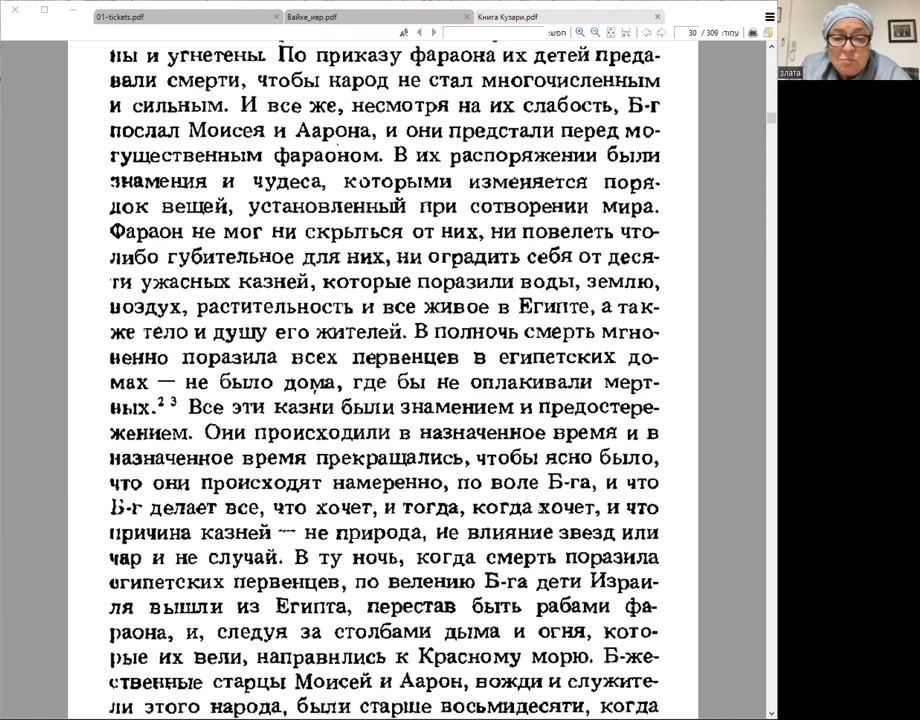 01-tickets.pdf × Вайхе_ивр.pdf × Книга Кузари.pdf ×
חפש: 30 / 309 עמוד:
ны и угнетены. По приказу фараона их детей преда-
вали смерти, чтобы народ не стал многочисленным
и сильным. И все же, несмотря на их слабость, Б-г
послал Моисея и Аарона, и они предстали перед мо-
гущественным фараоном. В их распоряжении были
знамения и чудеса, которыми изменяется поря-
док вещей, установленный при сотворении мира.
Фараон не мог ни скрыться от них, ни повелеть что-
либо губительное для них, ни оградить себя от деся-
ти ужасных казней, которые поразили воды, землю,
воздух, растительность и все живое в Египте, а так-
же тело и душу его жителей. В полночь смерть мгно-
венно поразила всех первенцев в египетских до-
мах — не было дома, где бы не оплакивали мерт-
вых.²³ Все эти казни были знамением и предостере-
жением. Они происходили в назначенное время и в
назначенное время прекращались, чтобы ясно было,
что они происходят намеренно, по воле Б-га, и что
Б-г делает все, что хочет, и тогда, когда хочет, и что
причина казней — не природа, не влияние звезд или
чар и не случай. В ту ночь, когда смерть поразила
египетских первенцев, по велению Б-га дети Израи-
ля вышли из Египта, перестав быть рабами фа-
раона, и, следуя за столбами дыма и огня, кото-
рые их вели, направились к Красному морю. Б-же-
ственные старцы Моисей и Аарон, вожди и служите-
ли этого народа, были старше восьмидесяти, когда
злата